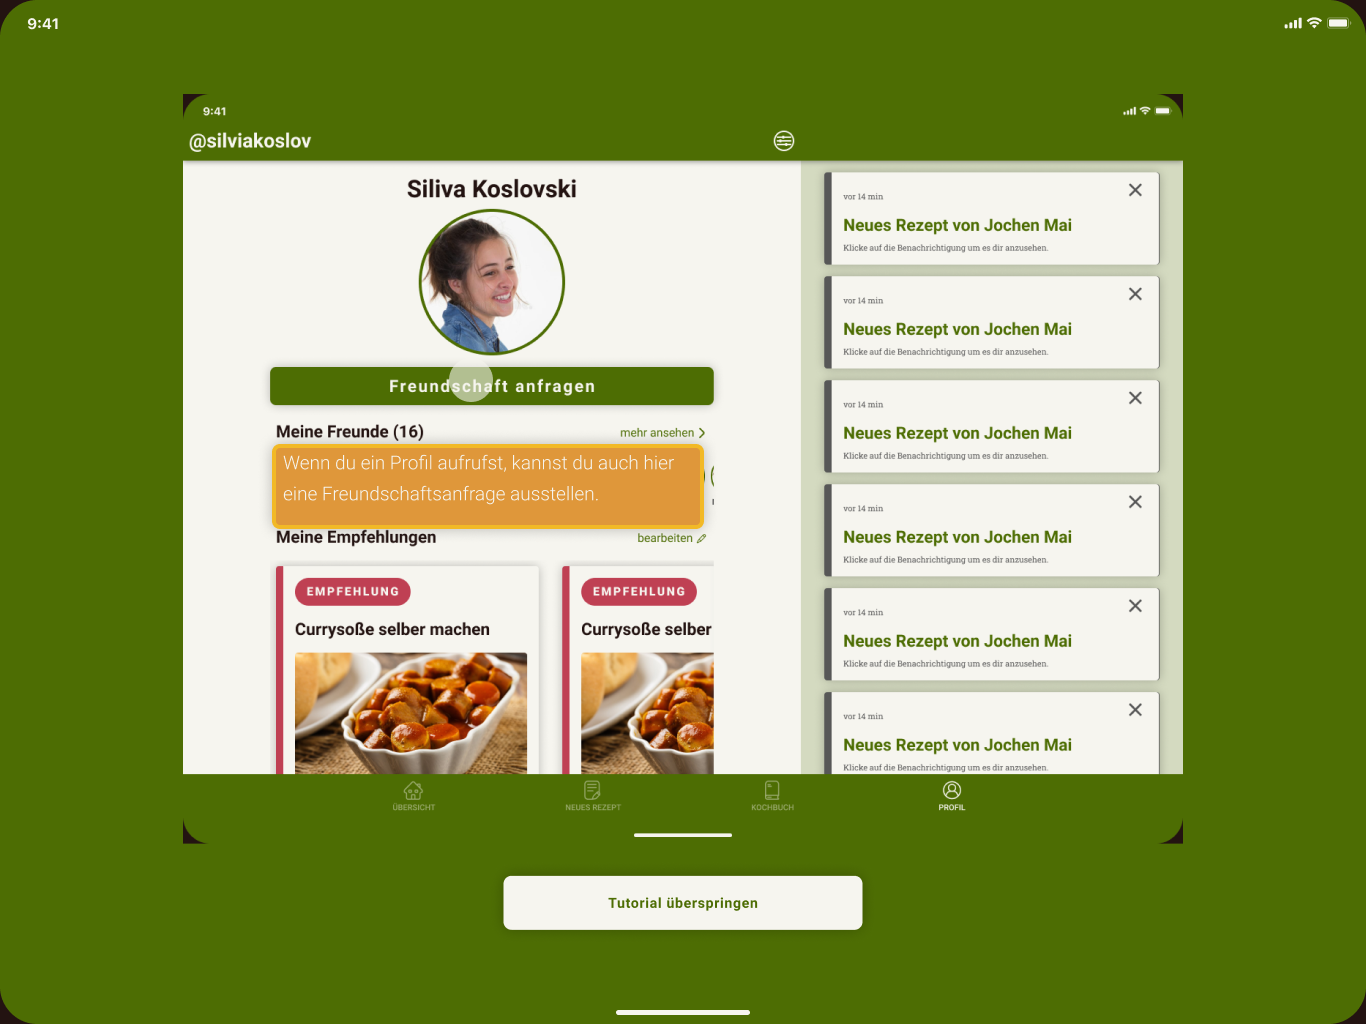 9:41
9:41
@silviakoslov
Siliva Koslovski
Freundschaft anfragen
Meine Freunde (16)
mehr ansehen
Wenn du ein Profil aufrufst, kannst du auch hier
eine Freundschaftsanfrage ausstellen.
Meine Empfehlungen
bearbeiten
EMPFEHLUNG
Currysoße selber machen
EMPFEHLUNG
Currysoße selber
vor 14 min
Neues Rezept von Jochen Mai
Klicke auf die Benachrichtigung um es dir anzusehen.
vor 14 min
Neues Rezept von Jochen Mai
Klicke auf die Benachrichtigung um es dir anzusehen.
vor 14 min
Neues Rezept von Jochen Mai
Klicke auf die Benachrichtigung um es dir anzusehen.
vor 14 min
Neues Rezept von Jochen Mai
Klicke auf die Benachrichtigung um es dir anzusehen.
vor 14 min
Neues Rezept von Jochen Mai
Klicke auf die Benachrichtigung um es dir anzusehen.
vor 14 min
Neues Rezept von Jochen Mai
Klicke auf die Benachrichtigung um es dir anzusehen.
ÜBERSICHT
NEUES REZEPT
KOCHBUCH
PROFIL
Tutorial überspringen